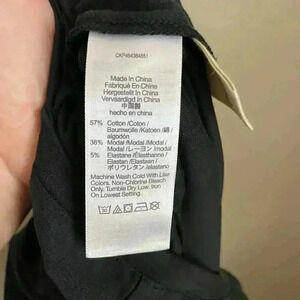 Made In China
Fabriqué En Chine
Hergestellt In China
Vervaardigd In China
中国製
hecho en china
57% Cotton /Coton /
Baumwolle /Katoen /綿 /
algodón
38% Modal /Modal /Modal /
Modal /レーヨン /modal
5% Elastane /Élasthanne /
Elastan /Elastaan /
ポリウレタン /elastano
Machine Wash Cold With Like
Colors. Non-Chlorine Bleach
Only. Tumble Dry Low. Iron
On Lowest Setting.